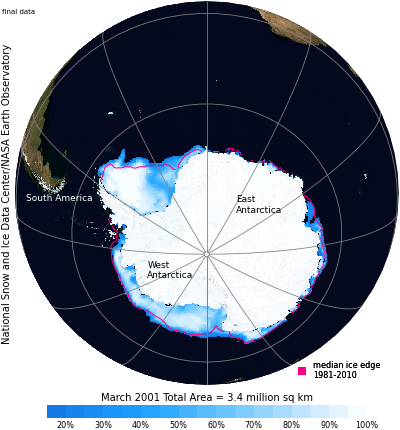 final data
National Snow and Ice Data Center/NASA Earth Observatory
South America
East
Antarctica
West
Antarctica
median ice edge
1981-2010
March 2001 Total Area = 3.4 million sq km
20% 30% 40% 50% 60% 70% 80% 90% 100%